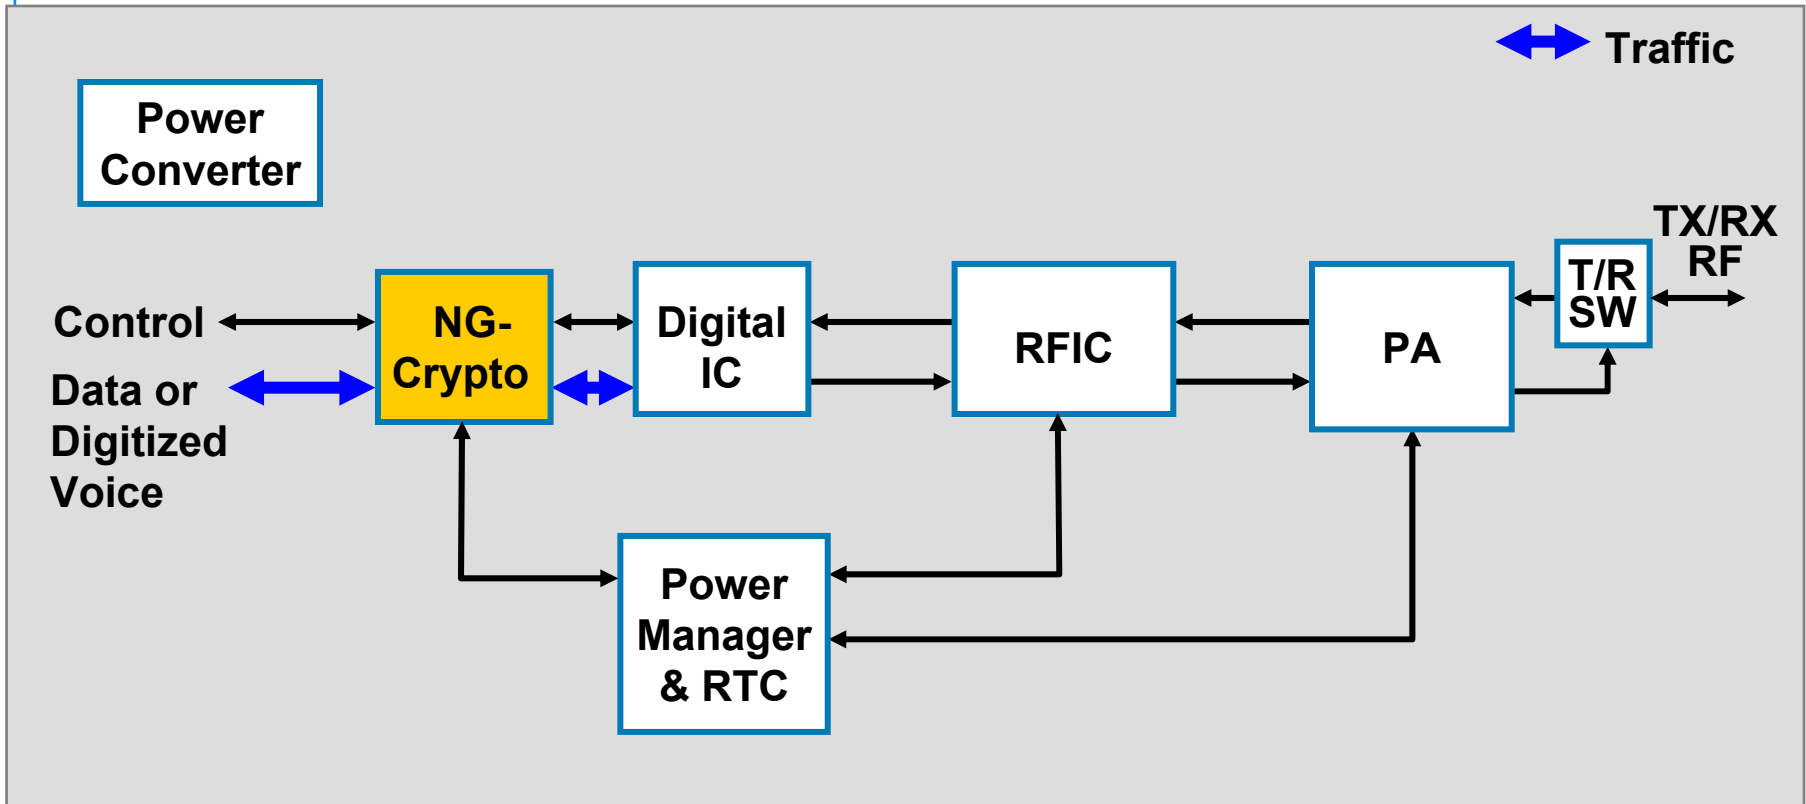 Traffic
Power
Converter
TX/RX
RF
T/R
SW
Control
NG-
Crypto
Digital
IC
RFIC
PA
Data or
Digitized
Voice
Power
Manager
& RTC